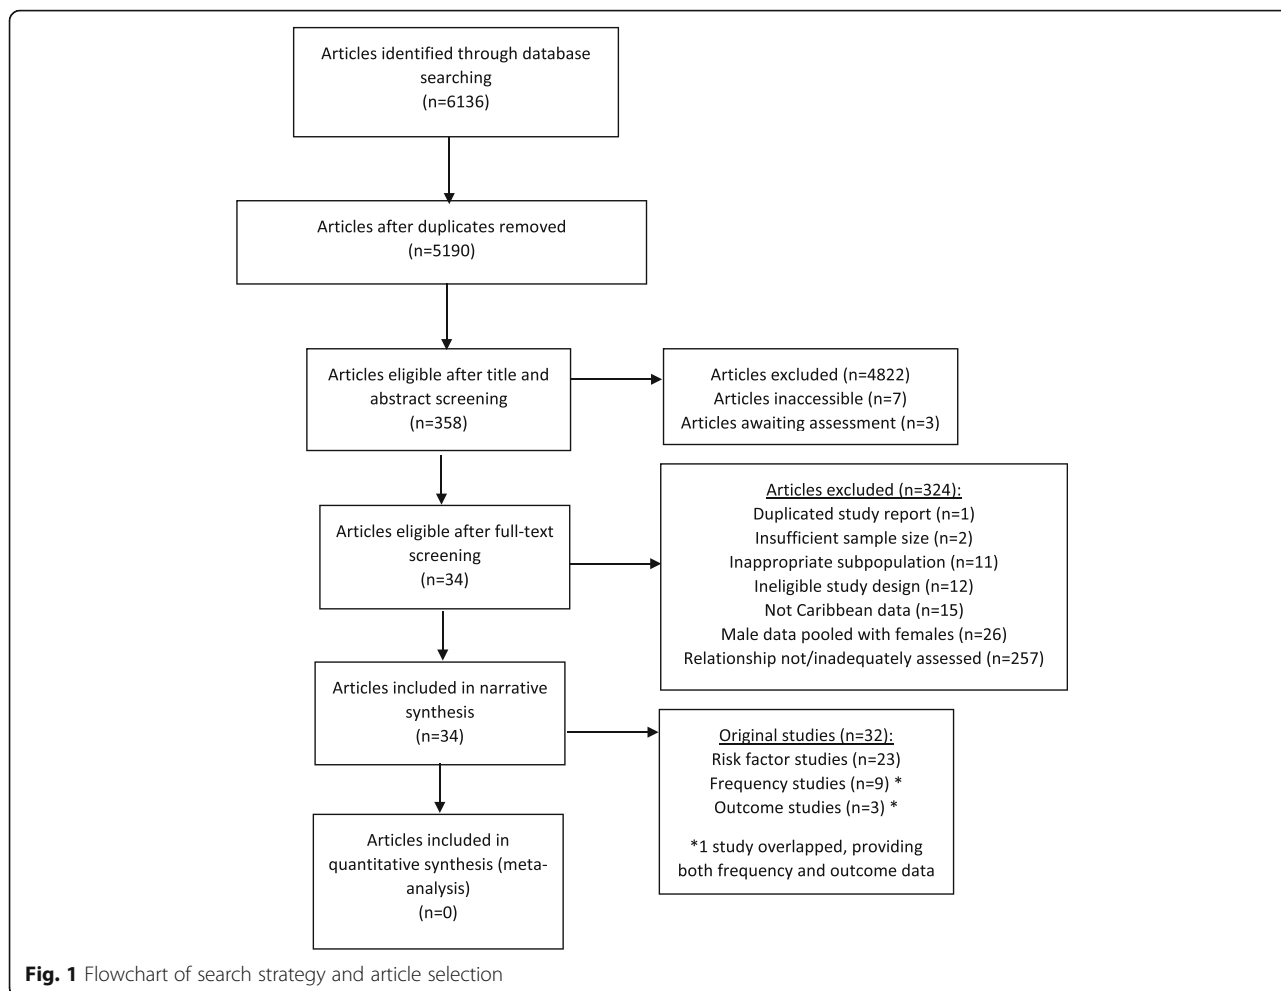 Articles identified through database
searching
(n=6136)
Articles after duplicates removed
(n=5190)
Articles eligible after title and
abstract screening
(n=358)
Articles excluded (n=4822)
Articles inaccessible (n=7)
Articles awaiting assessment (n=3)
Articles eligible after full-text
screening
(n=34)
Articles excluded (n=324):
Duplicated study report (n=1)
Insufficient sample size (n=2)
Inappropriate subpopulation (n=11)
Ineligible study design (n=12)
Not Caribbean data (n=15)
Male data pooled with females (n=26)
Relationship not/inadequately assessed (n=257)
Articles included in narrative
synthesis
(n=34)
Original studies (n=32):
Risk factor studies (n=23)
Frequency studies (n=9) *
Outcome studies (n=3) *
*1 study overlapped, providing
both frequency and outcome data
Articles included in
quantitative synthesis (meta-
analysis)
(n=0)
Fig. 1 Flowchart of search strategy and article selection